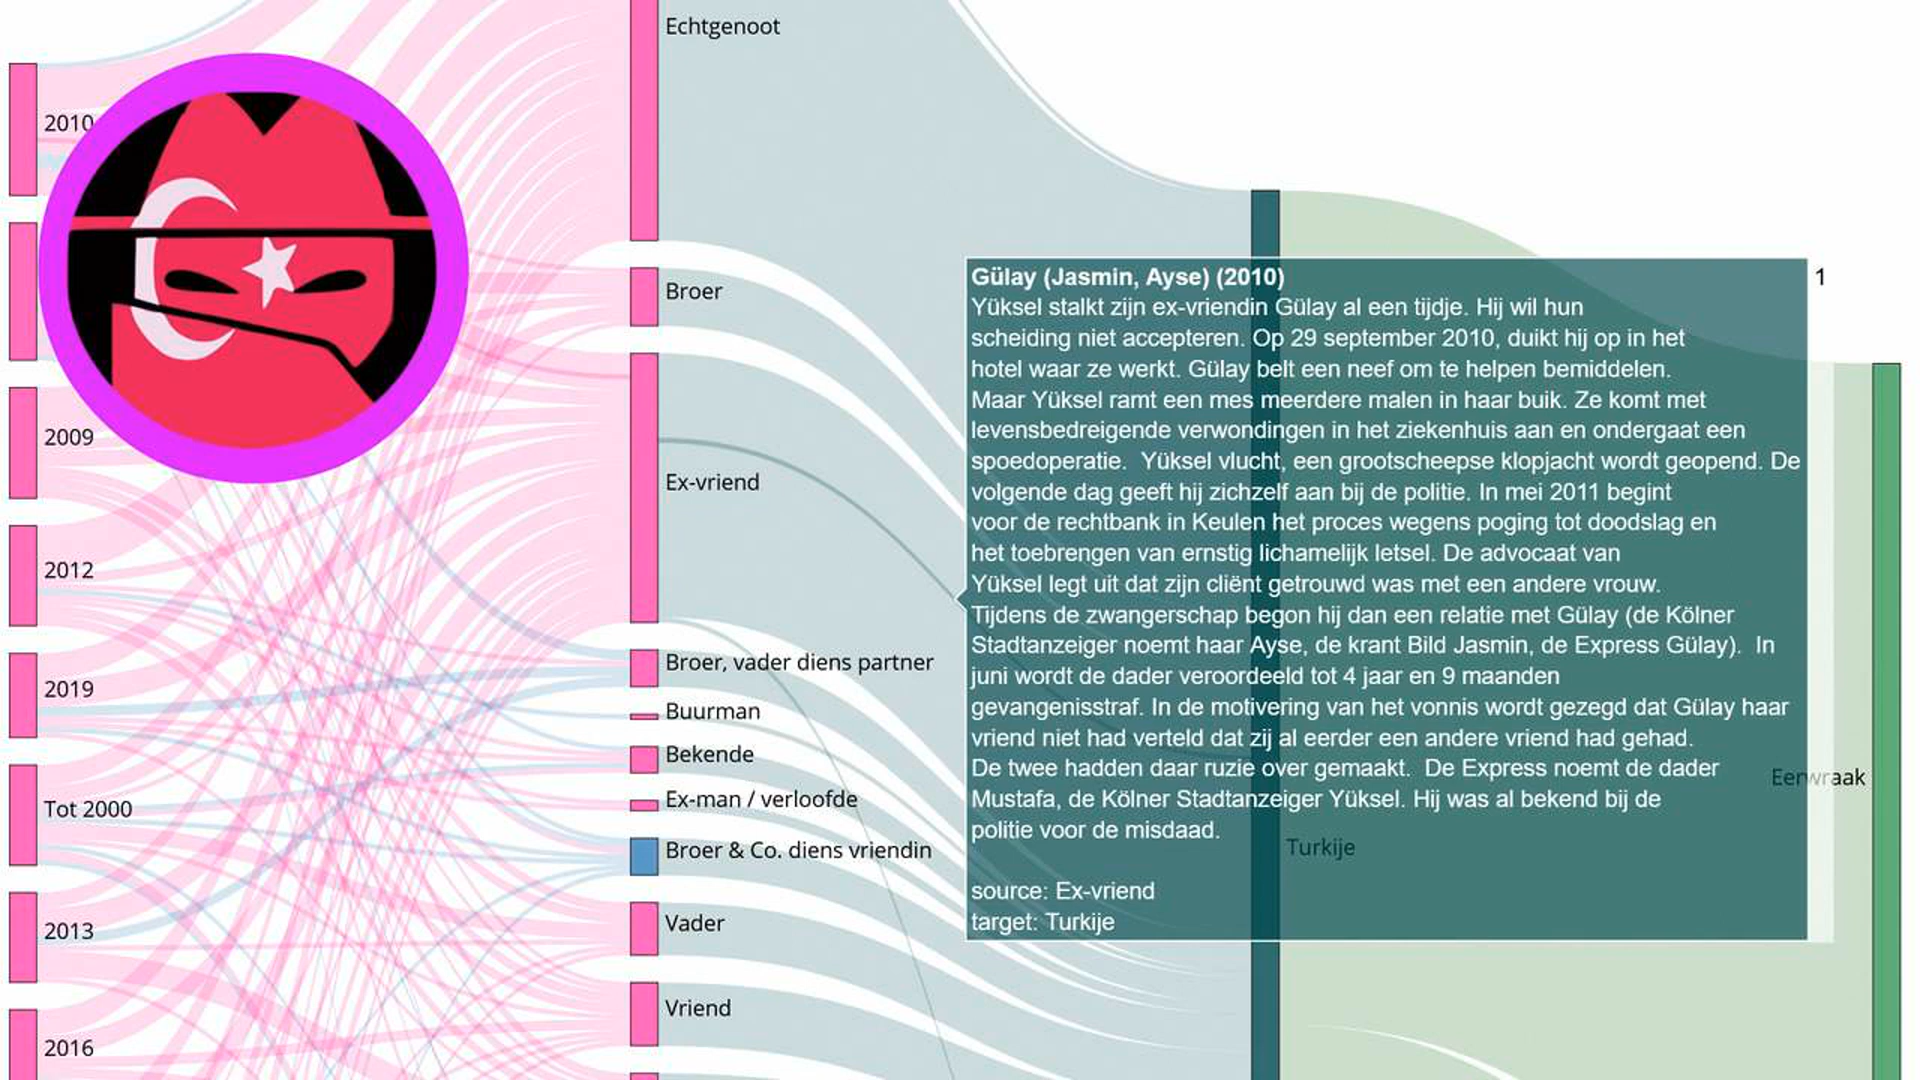 Echtgenoot
2010
Gülay (Jasmin, Ayse) (2010)
Yüksel stalkt zijn ex-vriendin Gülay al een tijdje. Hij wil hun
scheiding niet accepteren. Op 29 september 2010, duikt hij op in het
hotel waar ze werkt. Gülay belt een neef om te helpen bemiddelen.
Maar Yüksel ramt een mes meerdere malen in haar buik. Ze komt met
levensbedreigende verwondingen in het ziekenhuis aan en ondergaat een
spoedoperatie.  Yüksel vlucht, een grootscheepse klopjacht wordt geopend. De
volgende dag geeft hij zichzelf aan bij de politie. In mei 2011 begint
voor de rechtbank in Keulen het proces wegens poging tot doodslag en
het toebrengen van ernstig lichamelijk letsel. De advocaat van
Yüksel legt uit dat zijn cliënt getrouwd was met een andere vrouw.
Tijdens de zwangerschap begon hij dan een relatie met Gülay (de Kölner
Stadtanzeiger noemt haar Ayse, de krant Bild Jasmin, de Express Gülay).  In
juni wordt de dader veroordeeld tot 4 jaar en 9 maanden
gevangenisstraf. In de motivering van het vonnis wordt gezegd dat Gülay haar
vriend niet had verteld dat zij al eerder een andere vriend had gehad.
De twee hadden daar ruzie over gemaakt.  De Express noemt de dader
Mustafa, de Kölner Stadtanzeiger Yüksel. Hij was al bekend bij de
politie voor de misdaad.
source: Ex-vriend
target: Turkije
1
Broer
2009
Ex-vriend
2012
Broer, vader diens partner
2019
Buurman
Bekende
Eerwraak
Ex-man / verloofde
Tot 2000
Broer & Co. diens vriendin
Turkije
Vader
2013
Vriend
2016